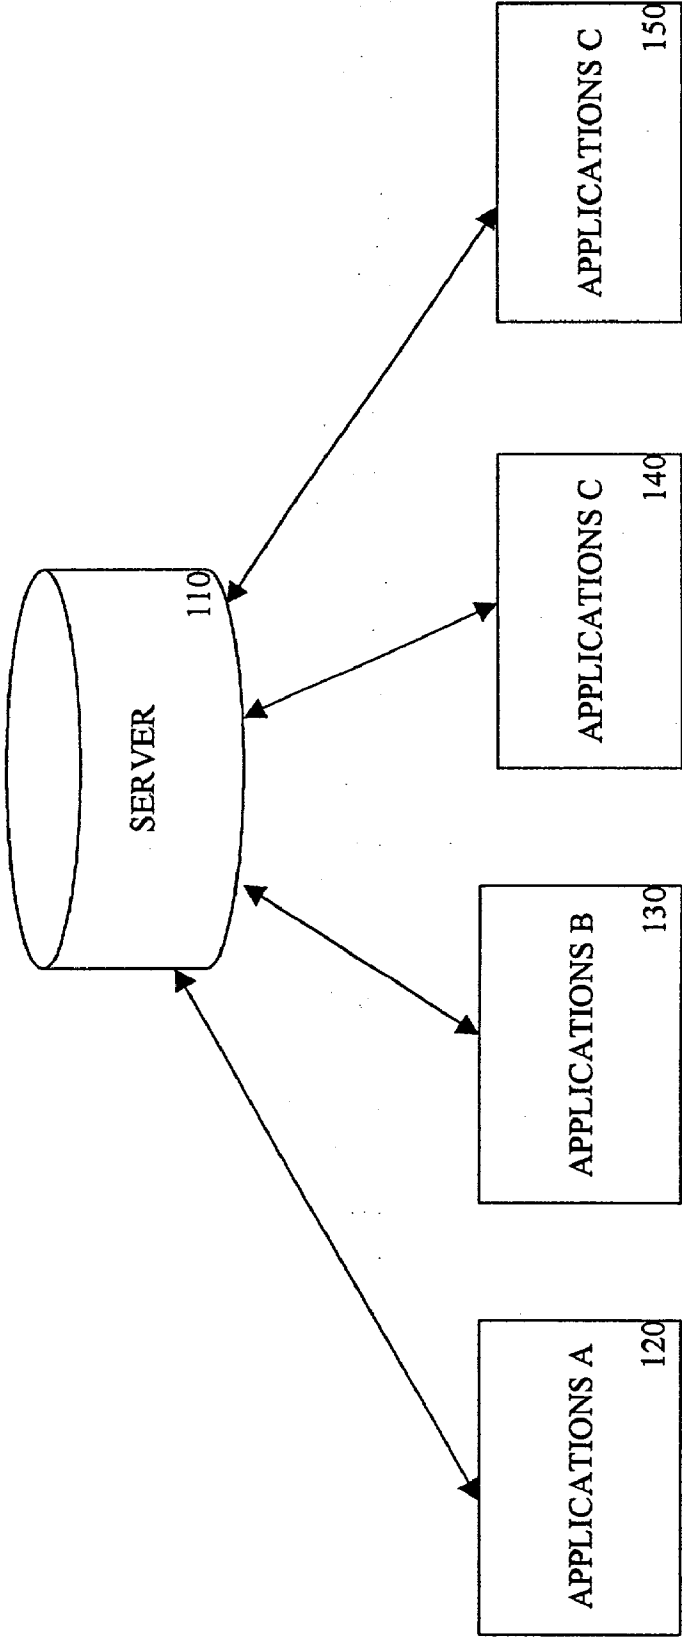 SERVER
110
APPLICATIONS A
120
APPLICATIONS B
130
APPLICATIONS C
140
APPLICATIONS C
150